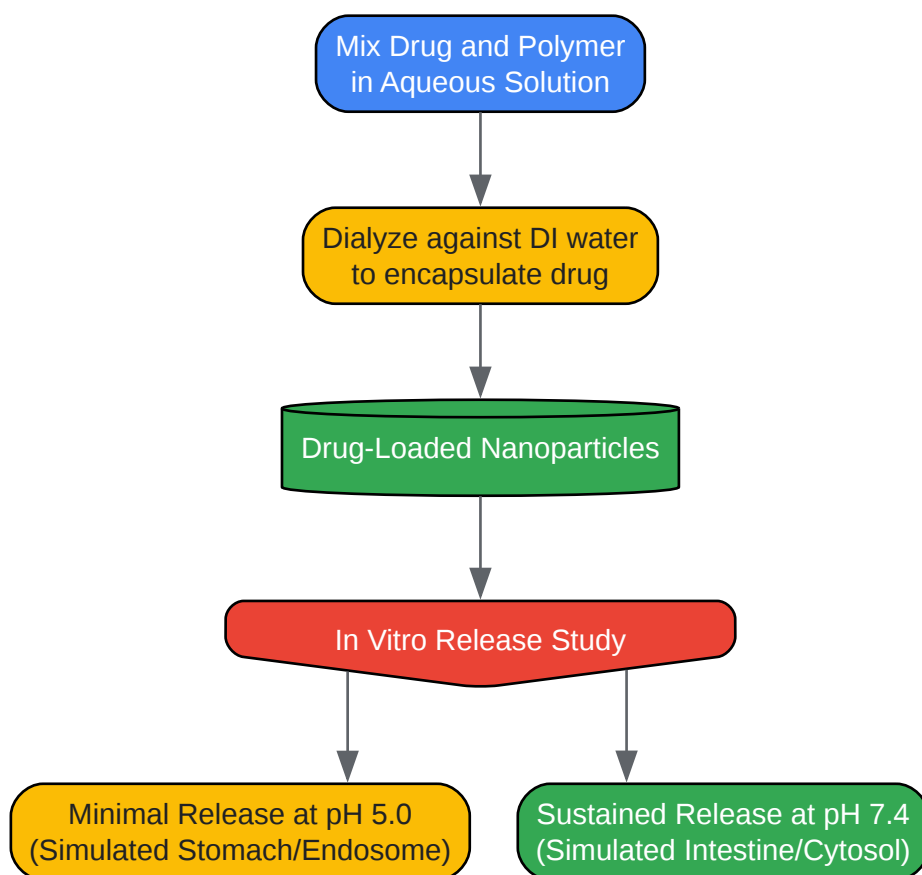 Mix Drug and Polymer
in Aqueous Solution
Dialyze against DI water
to encapsulate drug
Drug-Loaded Nanoparticles
In Vitro Release Study
Minimal Release at pH 5.0
(Simulated Stomach/Endosome)
Sustained Release at pH 7.4
(Simulated Intestine/Cytosol)